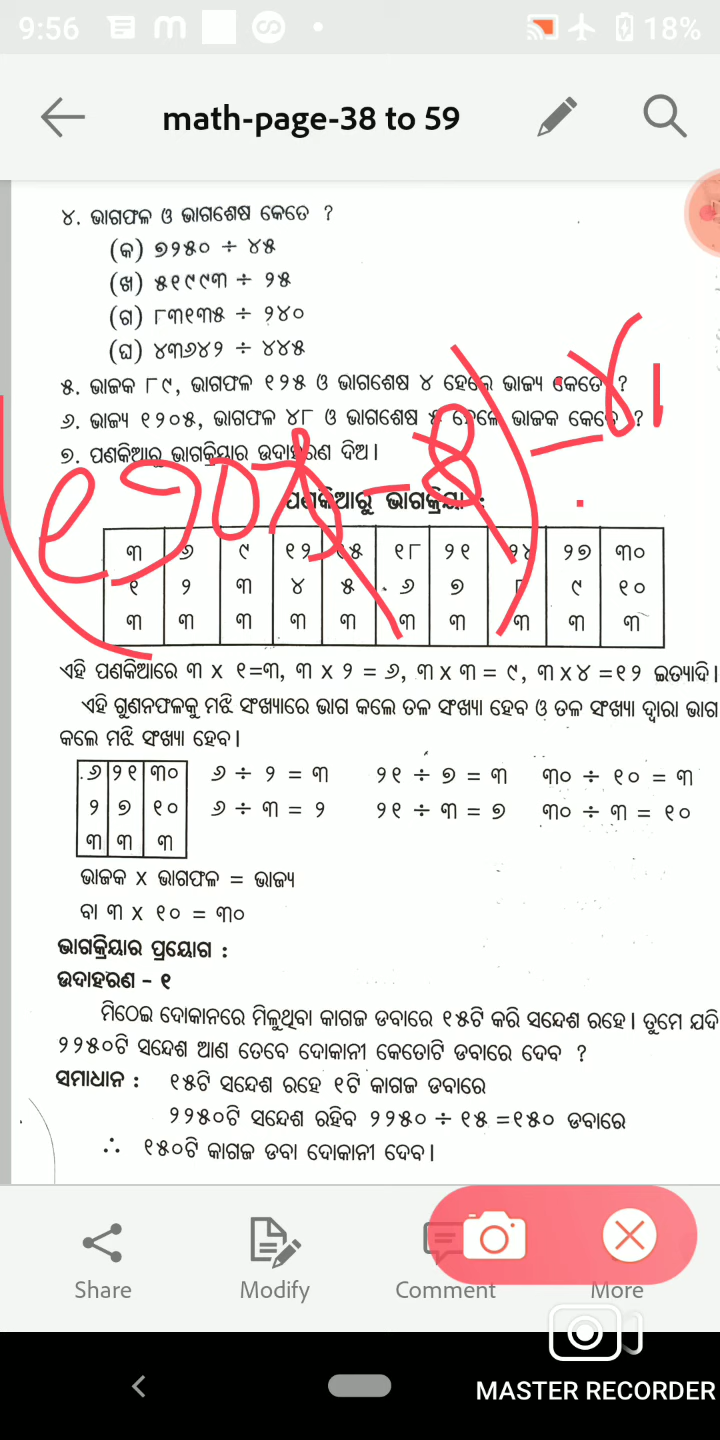 9:56 18%
math-page-38 to 59
୪. ଭାଗଫଳ ଓ ଭାଗଶେଷ କେତେ ?
(କ) ୭୨୫୦ ÷ ୪୫
(ଖ) ୫୧୯୯୩ ÷ ୨୫
(ଗ) ୮୩୧୩୫ ÷ ୨୪୦
(ଘ) ୪୩୬୪୨ ÷ ୪୪୫
୫. ଭାଜକ ୮୯, ଭାଗଫଳ ୧୨୫ ଓ ଭାଗଶେଷ ୪ ହେଲେ ଭାଜ୍ୟ କେତେ ?
୬. ଭାଜ୍ୟ ୧୨୦୫, ଭାଗଫଳ ୪୮ ଓ ଭାଗଶେଷ ୫ ହେଲେ ଭାଜକ କେତେ ?
୭. ପଣକିଆରୁ ଭାଗକ୍ରିୟାର ଉଦାହରଣ ଦିଅ।
ପଣକିଆରୁ ଭାଗକ୍ରିୟା :
୩ ୬ ୯ ୧୨ ୧୫ ୧୮ ୨୧ ୨୪ ୨୭ ୩୦
୧ ୨ ୩ ୪ ୫ ୬ ୭ ୮ ୯ ୧୦
୩ ୩ ୩ ୩ ୩ ୩ ୩ ୩ ୩ ୩
ଏହି ପଣକିଆରେ ୩ x ୧=୩, ୩ x ୨ = ୬, ୩ x ୩ = ୯, ୩ x ୪ =୧୨ ଇତ୍ୟାଦି।
ଏହି ଗୁଣନଫଳକୁ ମଝି ସଂଖ୍ୟାରେ ଭାଗ କଲେ ତଳ ସଂଖ୍ୟା ହେବ ଓ ତଳ ସଂଖ୍ୟା ଦ୍ୱାରା ଭାଗ
କଲେ ମଝି ସଂଖ୍ୟା ହେବ।
୬ ୨୧ ୩୦ ୬ ÷ ୨ = ୩ ୨୧ ÷ ୭ = ୩ ୩୦ ÷ ୧୦ = ୩
୨ ୭ ୧୦ ୬ ÷ ୩ = ୨ ୨୧ ÷ ୩ = ୭ ୩୦ ÷ ୩ = ୧୦
୩ ୩ ୩
ଭାଜକ x ଭାଗଫଳ = ଭାଜ୍ୟ
ବା ୩ x ୧୦ = ୩୦
ଭାଗକ୍ରିୟାର ପ୍ରୟୋଗ :
ଉଦାହରଣ – ୧
ମିଠେଇ ଦୋକାନରେ ମିଳୁଥିବା କାଗଜ ଡବାରେ ୧୫ଟି କରି ସନ୍ଦେଶ ରହେ। ତୁମେ ଯଦି
୨୨୫୦ଟି ସନ୍ଦେଶ ଆଣ ତେବେ ଦୋକାନୀ କେତୋଟି ଡବାରେ ଦେବ ?
ସମାଧାନ : ୧୫ଟି ସନ୍ଦେଶ ରହେ ୧ଟି କାଗଜ ଡବାରେ
୨୨୫୦ଟି ସନ୍ଦେଶ ରହିବ ୨୨୫୦ ÷ ୧୫ =୧୫୦ ଡବାରେ
∴ ୧୫୦ଟି କାଗଜ ଡବା ଦୋକାନୀ ଦେବ।
Share Modify Comment More
MASTER RECORDER